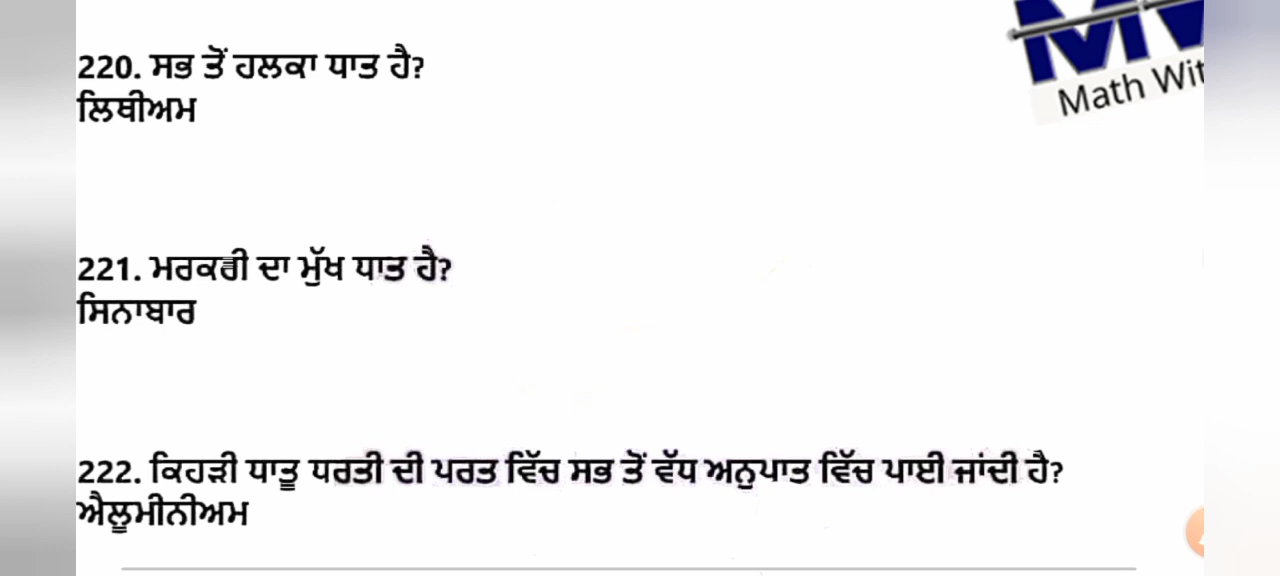 220. ਸਭ ਤੋਂ ਹਲਕਾ ਧਾਤ ਹੈ?
ਲਿਥੀਅਮ
Math Wit
221. ਮਰਕਰੀ ਦਾ ਮੁੱਖ ਧਾਤ ਹੈ?
ਸਿਨਾਬਾਰ
222. ਕਿਹੜੀ ਧਾਤੂ ਧਰਤੀ ਦੀ ਪਰਤ ਵਿੱਚ ਸਭ ਤੋਂ ਵੱਧ ਅਨੁਪਾਤ ਵਿੱਚ ਪਾਈ ਜਾਂਦੀ ਹੈ?
ਐਲੂਮੀਨੀਅਮ